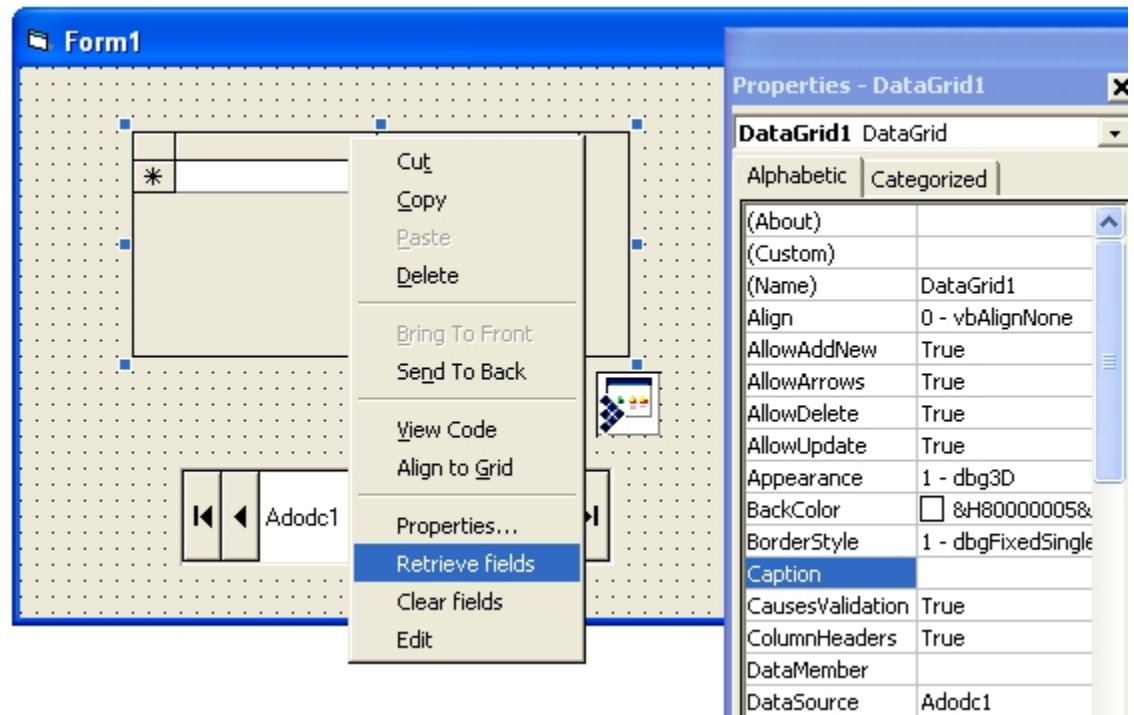 Form1
Cut
Copy
Paste
Delete
Bring To Front
Send To Back
View Code
Align to Grid
Properties...
Retrieve fields
Clear fields
Edit
Adodc1
Properties - DataGrid1
DataGrid1 DataGrid
Alphabetic Categorized
(About)
(Custom)
(Name) DataGrid1
Align 0 - vbAlignNone
AllowAddNew True
AllowArrows True
AllowDelete True
AllowUpdate True
Appearance 1 - dbg3D
BackColor &H80000005&
BorderStyle 1 - dbgFixedSingle
Caption
CausesValidation True
ColumnHeaders True
DataMember
DataSource Adodc1